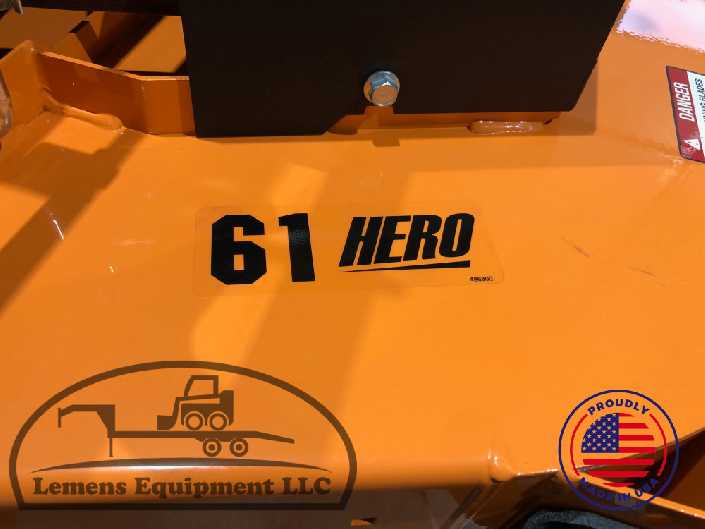 DANGER
61 HERO
PROUDLY
MADE IN USA
Lemens Equipment LLC